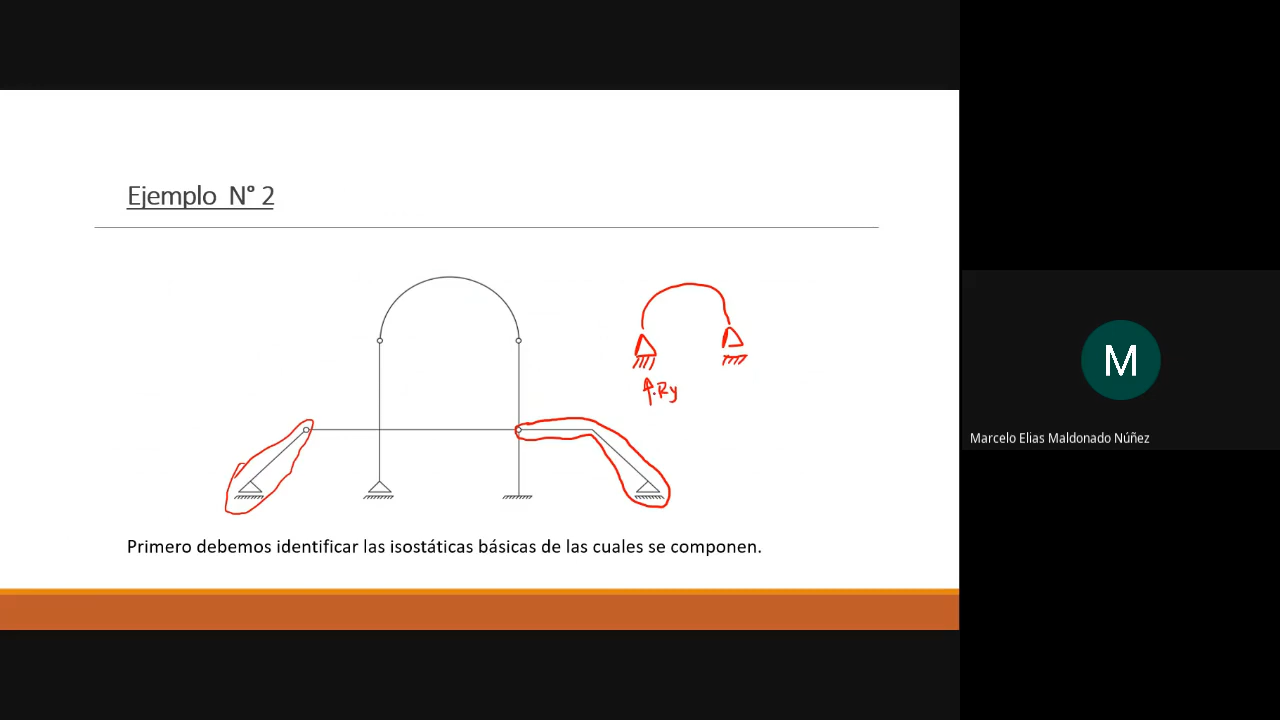 Ejemplo N° 2
Ry
M
Marcelo Elias Maldonado Núñez
Primero debemos identificar las isostáticas básicas de las cuales se componen.